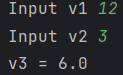 Input v1 12
Input v2 3
v3 = 6.0